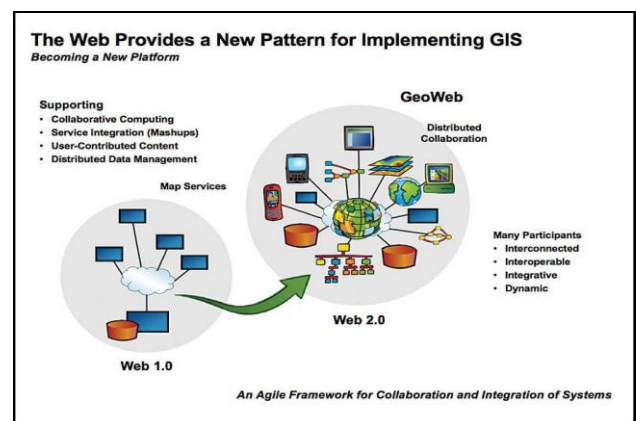 The Web Provides a New Pattern for Implementing GIS
Becoming a New Platform
Supporting
• Collaborative Computing
• Service Integration (Mashups)
• User-Contributed Content
• Distributed Data Management
Map Services
Web 1.0
GeoWeb
Distributed
Collaboration
Web 2.0
Many Participants
• Interconnected
• Interoperable
• Integrative
• Dynamic
An Agile Framework for Collaboration and Integration of Systems